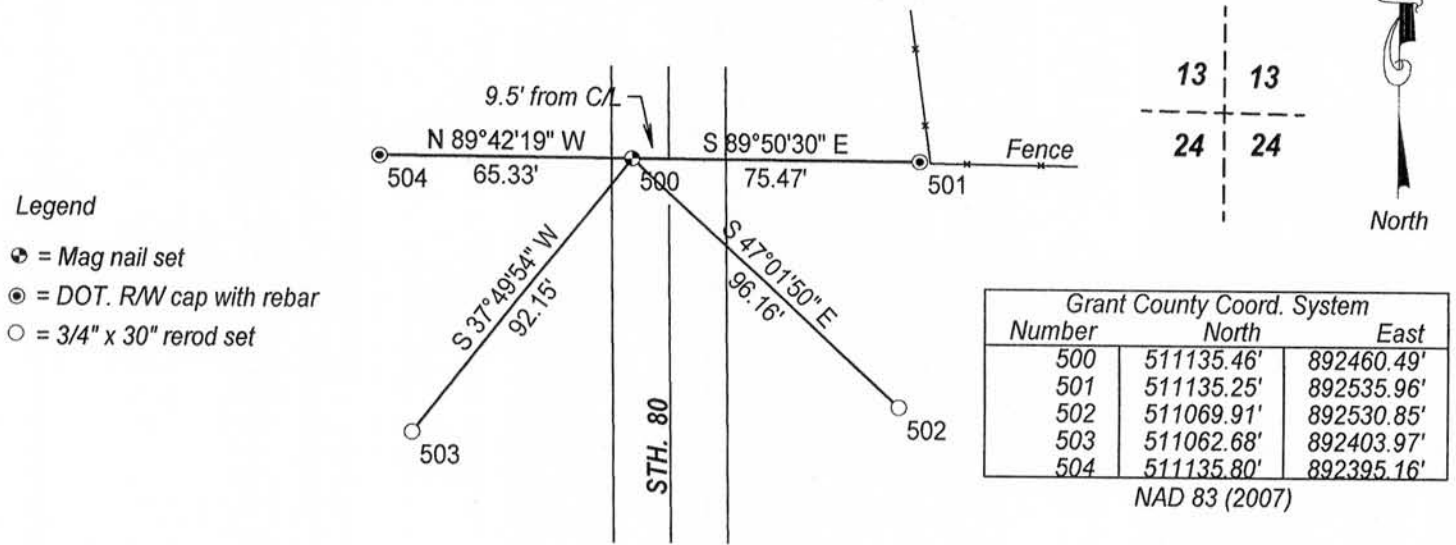 9.5' from C/L
N 89°42'19" W
65.33'
504
500
S 89°50'30" E
75.47'
501
Fence
13 13
24 24
North
Legend
= Mag nail set
= DOT. R/W cap with rebar
= 3/4" x 30" rerod set
S 37°49'54" W
92.15'
503
S 47°01'50" E
96.16'
502
STH. 80
Grant County Coord. System
Number North East
500 511135.46' 892460.49'
501 511135.25' 892535.96'
502 511069.91' 892530.85'
503 511062.68' 892403.97'
504 511135.80' 892395.16'
NAD 83 (2007)